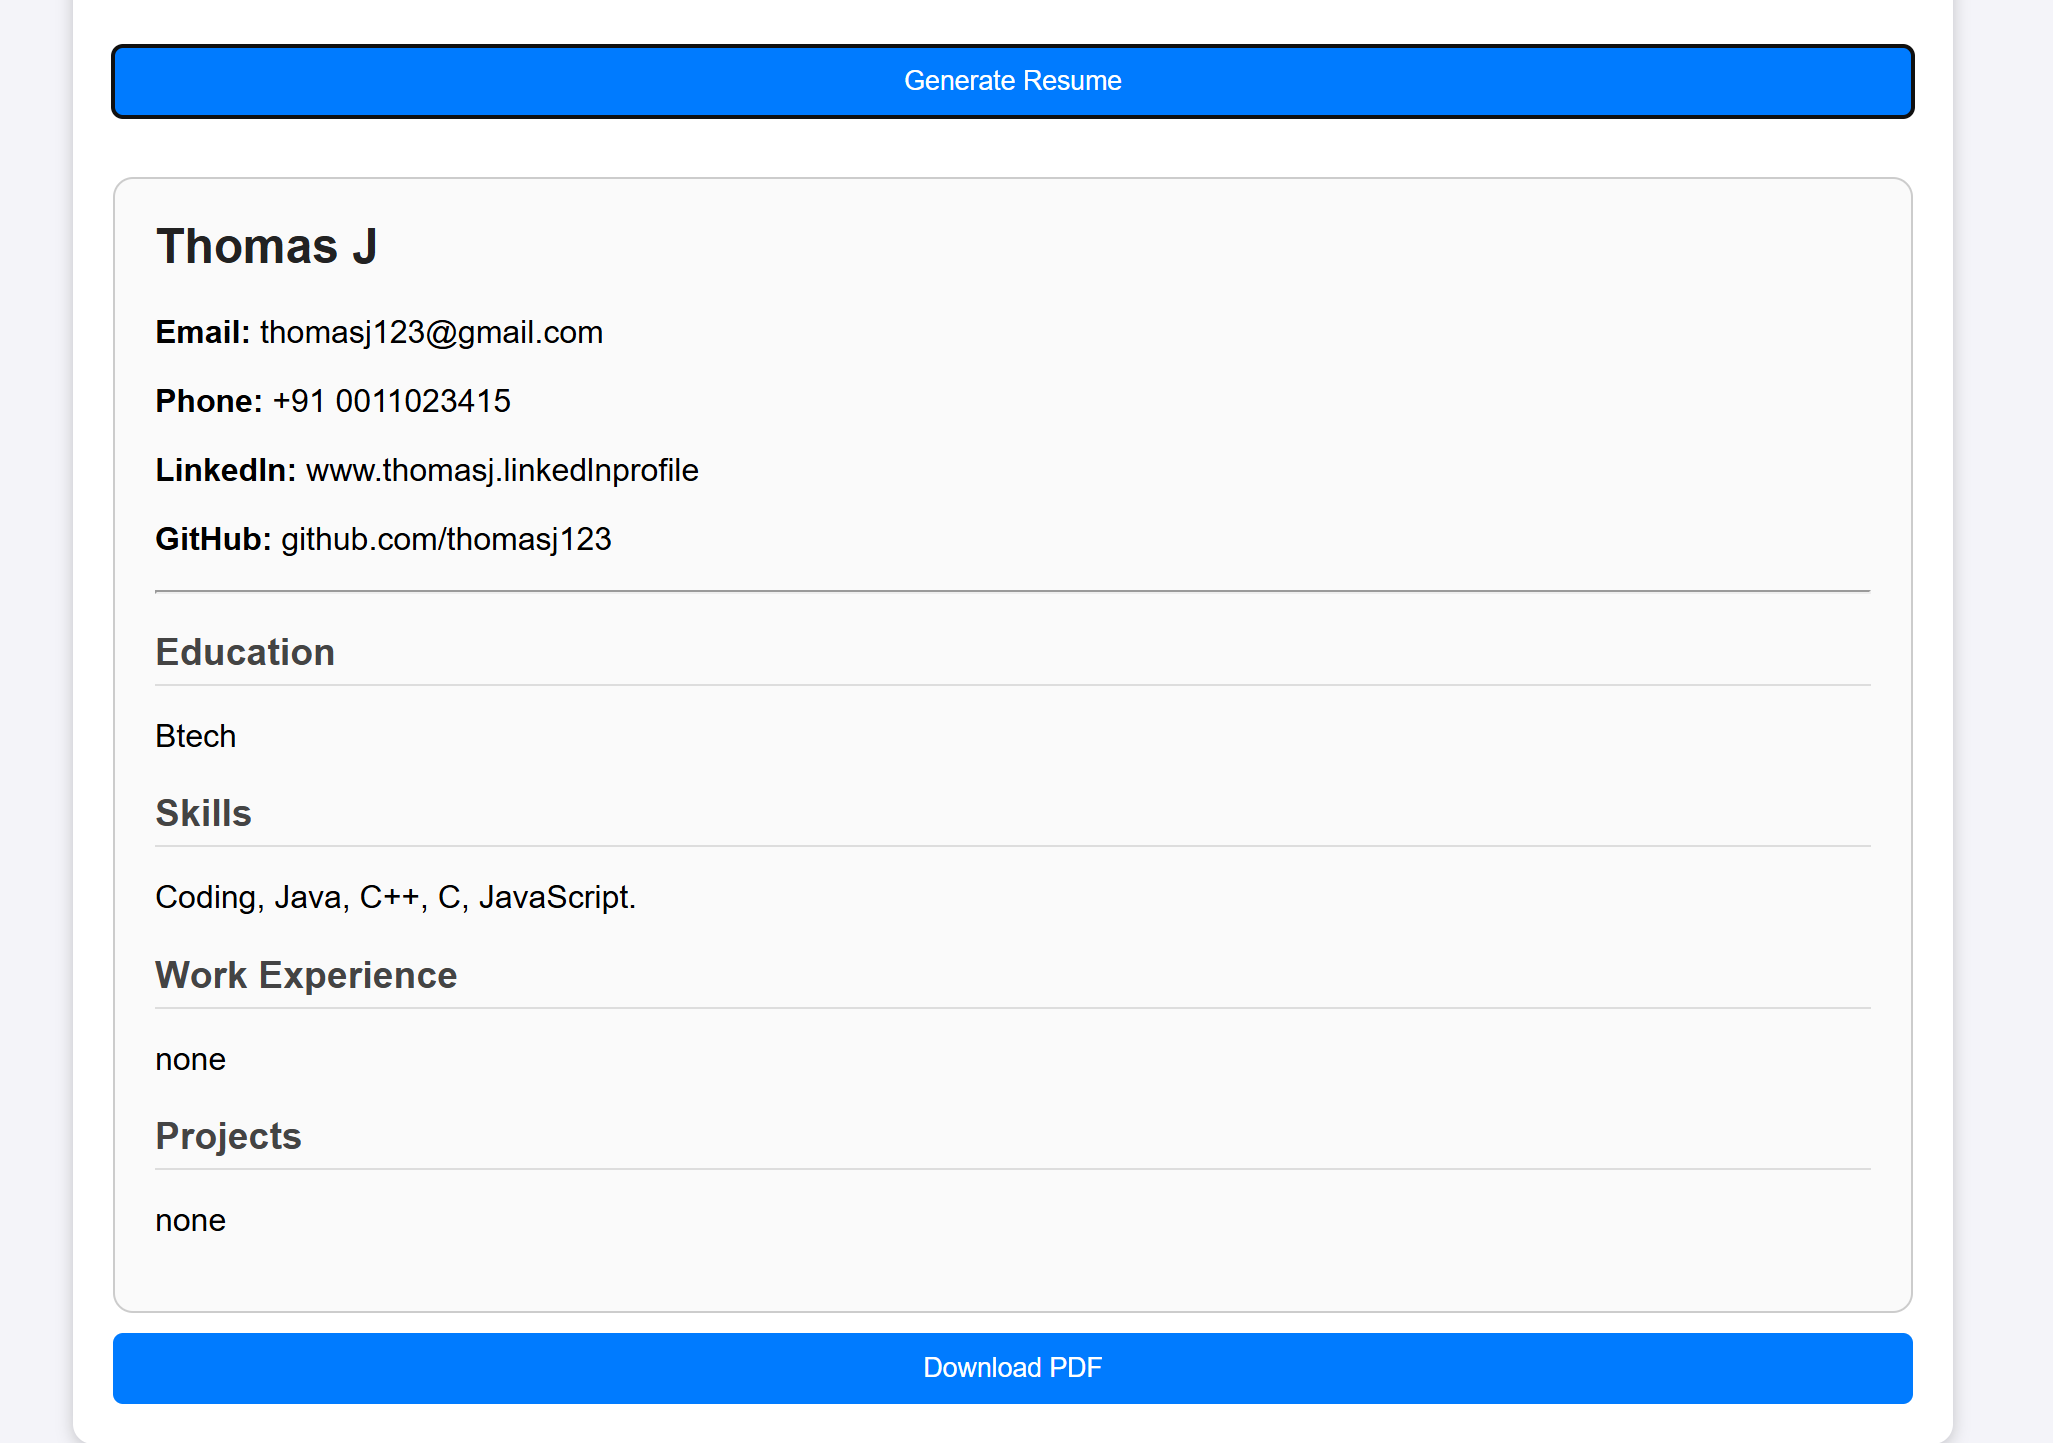 Generate Resume
Thomas J
Email: thomasj123@gmail.com
Phone: +91 0011023415
LinkedIn: www.thomasj.linkedInprofile
GitHub: github.com/thomasj123
Education
Btech
Skills
Coding, Java, C++, C, JavaScript.
Work Experience
none
Projects
none
Download PDF